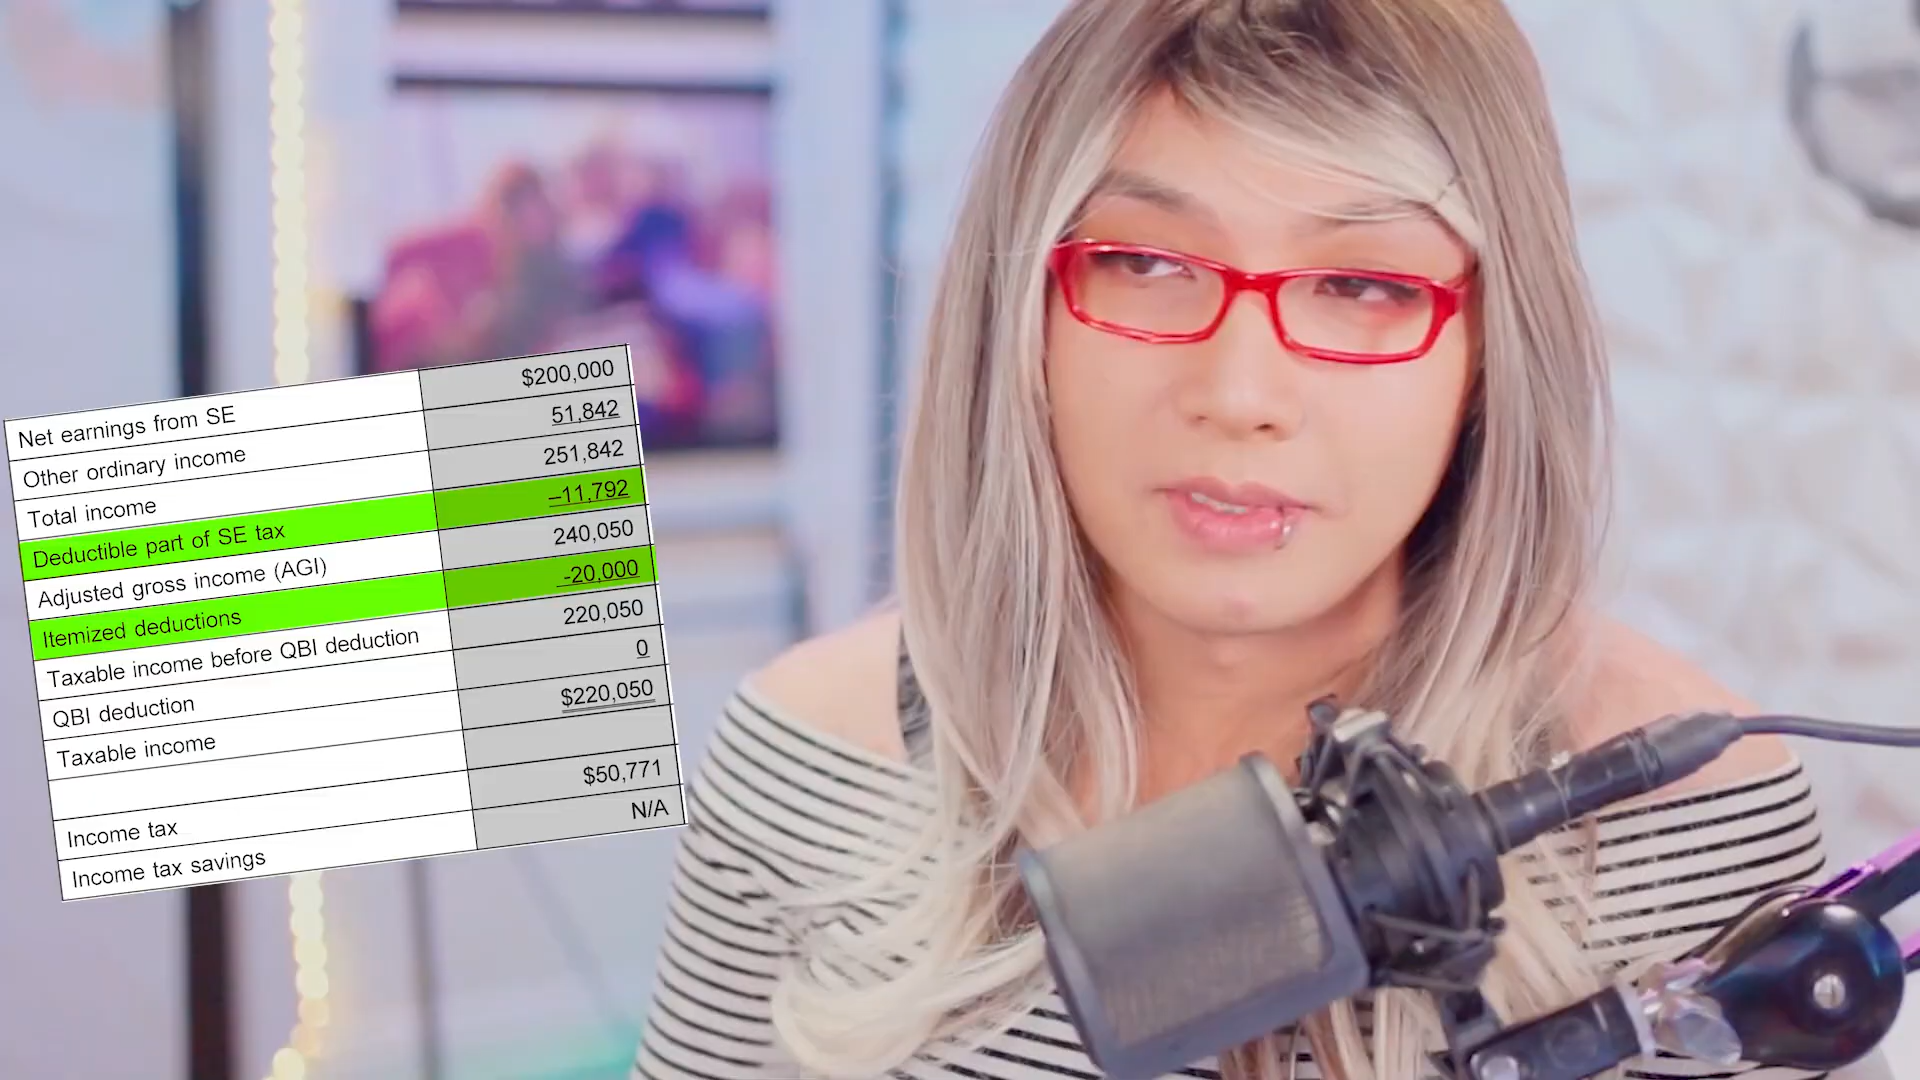 Net earnings from SE $200,000
Other ordinary income 51,842
Total income 251,842
Deductible part of SE tax –11,792
Adjusted gross income (AGI) 240,050
Itemized deductions -20,000
Taxable income before QBI deduction 220,050
QBI deduction 0
Taxable income $220,050
Income tax $50,771
Income tax savings N/A